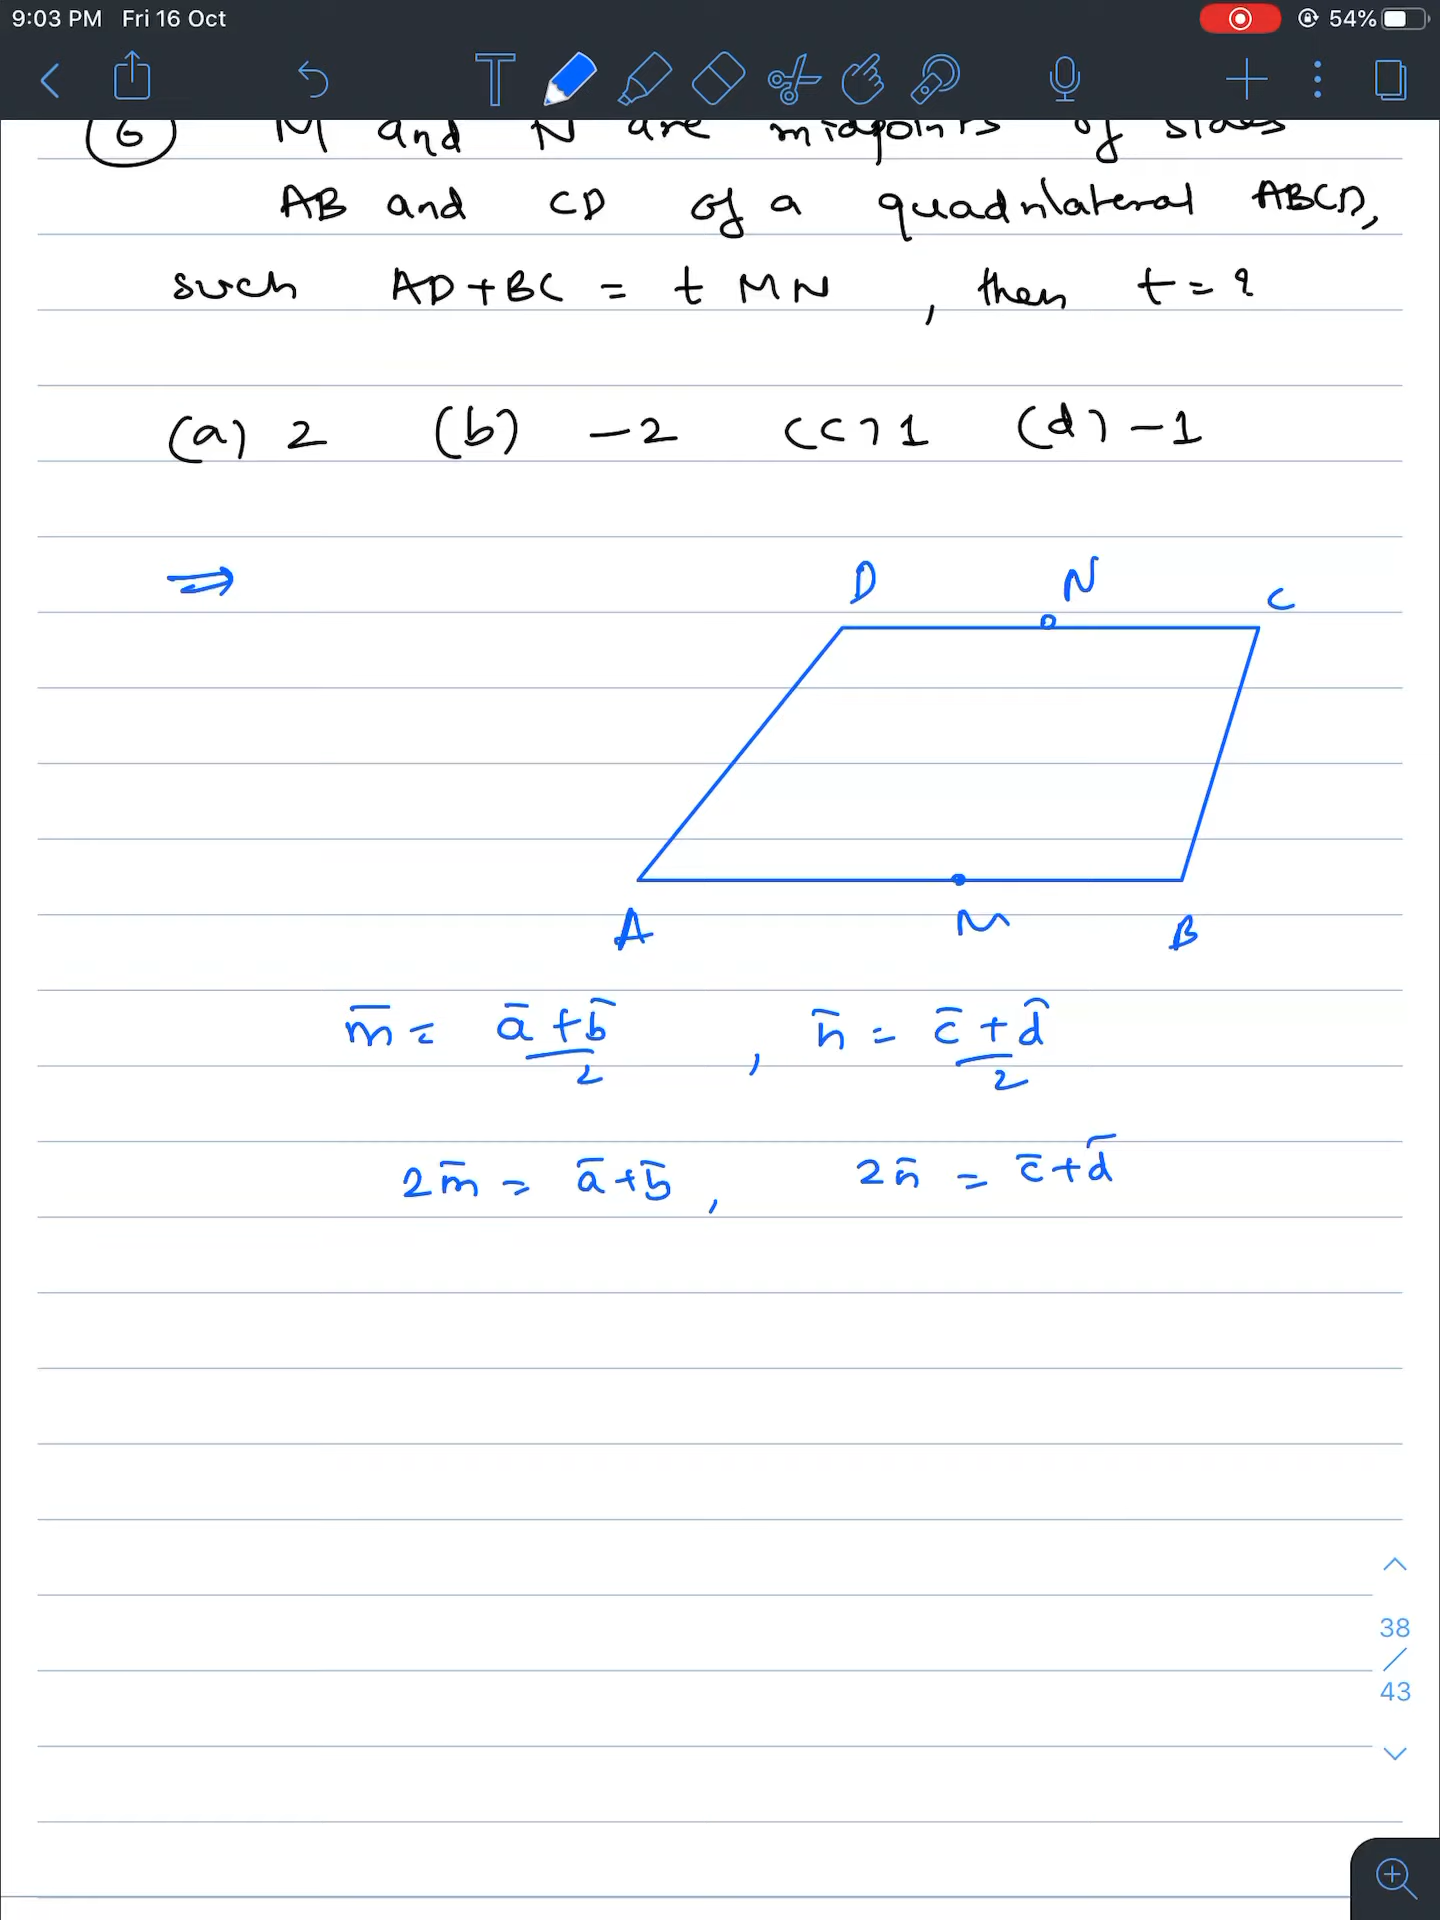 9:03 PM Fri 16 Oct 54%
T
6 M and N are midpoints of sides
AB and CD of a quadrilateral ABCD,
such AD+BC = t MN , then t = ?
(a) 2 (b) -2 (c) 1 (d) -1
⇒
D N C
A M B
m̅ = a̅ + b̅ / 2 , n̅ = c̅ + d̅ / 2
2m̅ = a̅ + b̅ , 2n̅ = c̅ + d̅
38
/
43